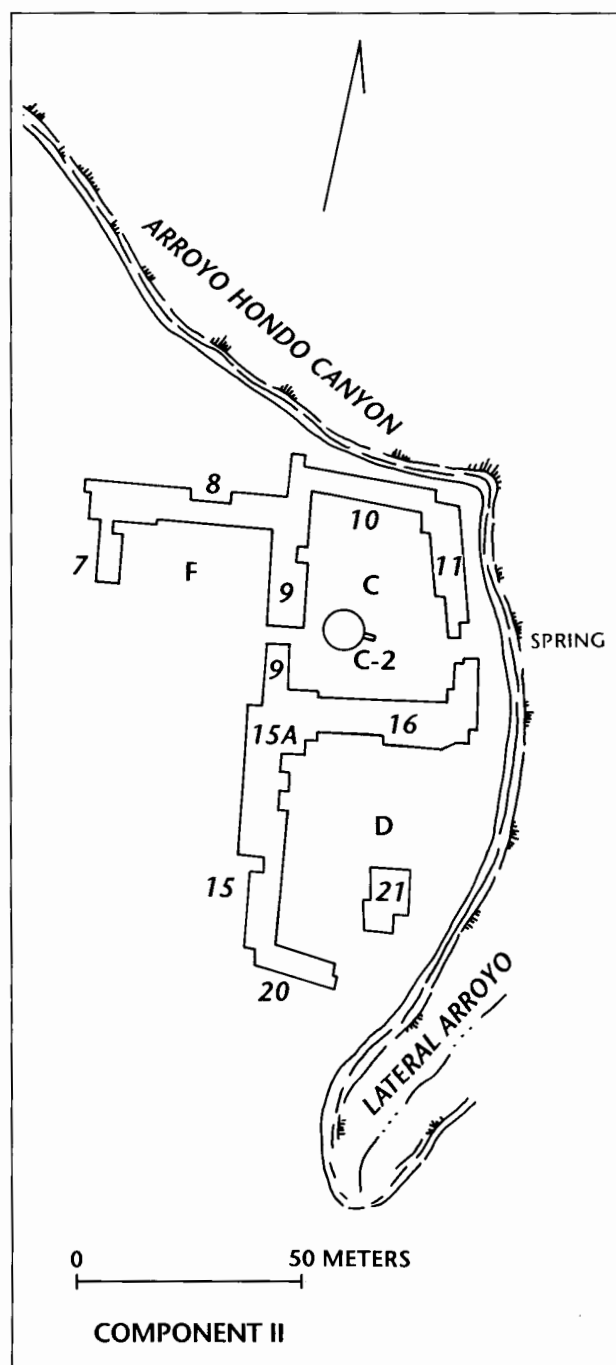 ARROYO HONDO CANYON
8
10
7
F
9
C
11
SPRING
C-2
9
15A
16
D
15
21
20
LATERAL ARROYO
0 50 METERS
COMPONENT II